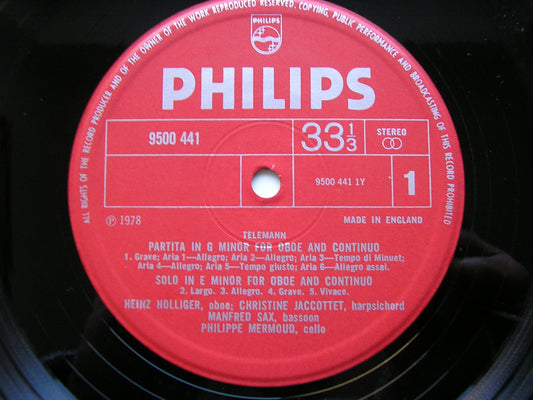 ALL RIGHTS OF THE RECORD PRODUCER AND OF THE OWNER OF THE WORK REPRODUCED RESERVED. COPYING, PUBLIC PERFORMANCE AND BROADCASTING OF THIS RECORD PROHIBITED
PHILIPS
PHILIPS
9500 441
33 1/3
STEREO
9500 441 1Y
1
℗ 1978
MADE IN ENGLAND
TELEMANN
PARTITA IN G MINOR FOR OBOE AND CONTINUO
1. Grave; Aria 1—Allegro; Aria 2—Allegro; Aria 3—Tempo di Minuet;
Aria 4—Allegro; Aria 5—Tempo giusto; Aria 6—Allegro assai.
SOLO IN E MINOR FOR OBOE AND CONTINUO
2. Largo. 3. Allegro. 4. Grave. 5. Vivace.
HEINZ HOLLIGER, oboe; CHRISTINE JACCOTTET, harpsichord
MANFRED SAX, bassoon
PHILIPPE MERMOUD, cello